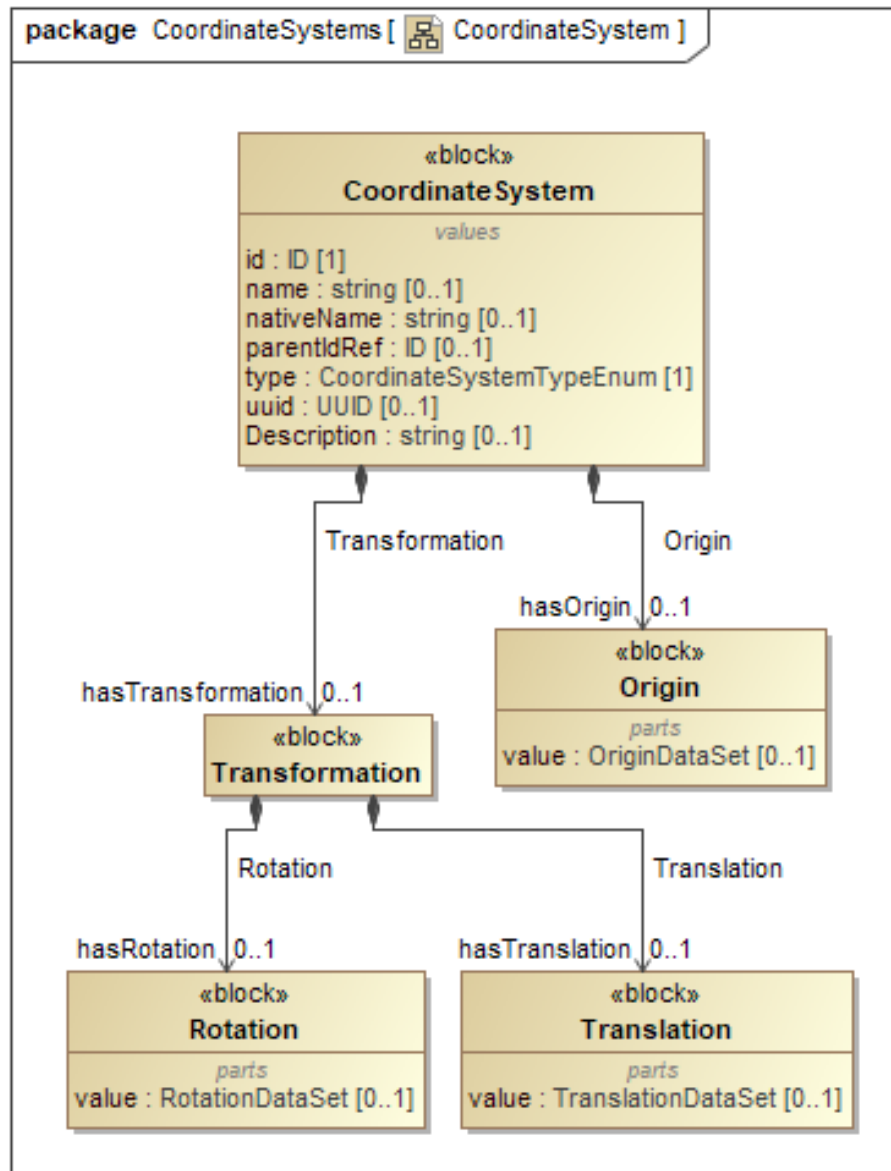 package CoordinateSystems [ CoordinateSystem ]
«block»
CoordinateSystem
values
id : ID [1]
name : string [0..1]
nativeName : string [0..1]
parentIdRef : ID [0..1]
type : CoordinateSystemTypeEnum [1]
uuid : UUID [0..1]
Description : string [0..1]
Transformation
Origin
hasOrigin 0..1
«block»
Origin
parts
value : OriginDataSet [0..1]
hasTransformation 0..1
«block»
Transformation
Rotation
Translation
hasRotation 0..1
hasTranslation 0..1
«block»
Rotation
parts
value : RotationDataSet [0..1]
«block»
Translation
parts
value : TranslationDataSet [0..1]